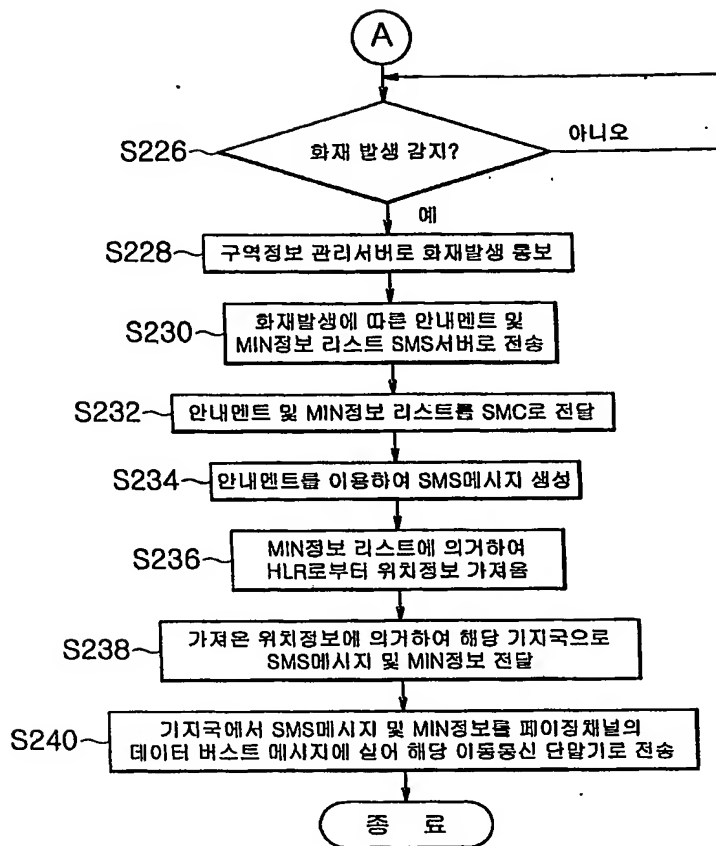 A
S226
화재 발생 감지?
아니오
예
S228
구역정보 관리서버로 화재발생 통보
S230
화재발생에 따른 안내멘트 및
MIN정보 리스트 SMS서버로 전송
S232
안내멘트 및 MIN정보 리스트를 SMC로 전달
S234
안내멘트를 이용하여 SMS메시지 생성
S236
MIN정보 리스트에 의거하여
HLR로부터 위치정보 가져옴
S238
가져온 위치정보에 의거하여 해당 기지국으로
SMS메시지 및 MIN정보 전달
S240
기지국에서 SMS메시지 및 MIN정보를 페이징채널의
데이터 버스트 메시지에 실어 해당 이동통신 단말기로 전송
종 료